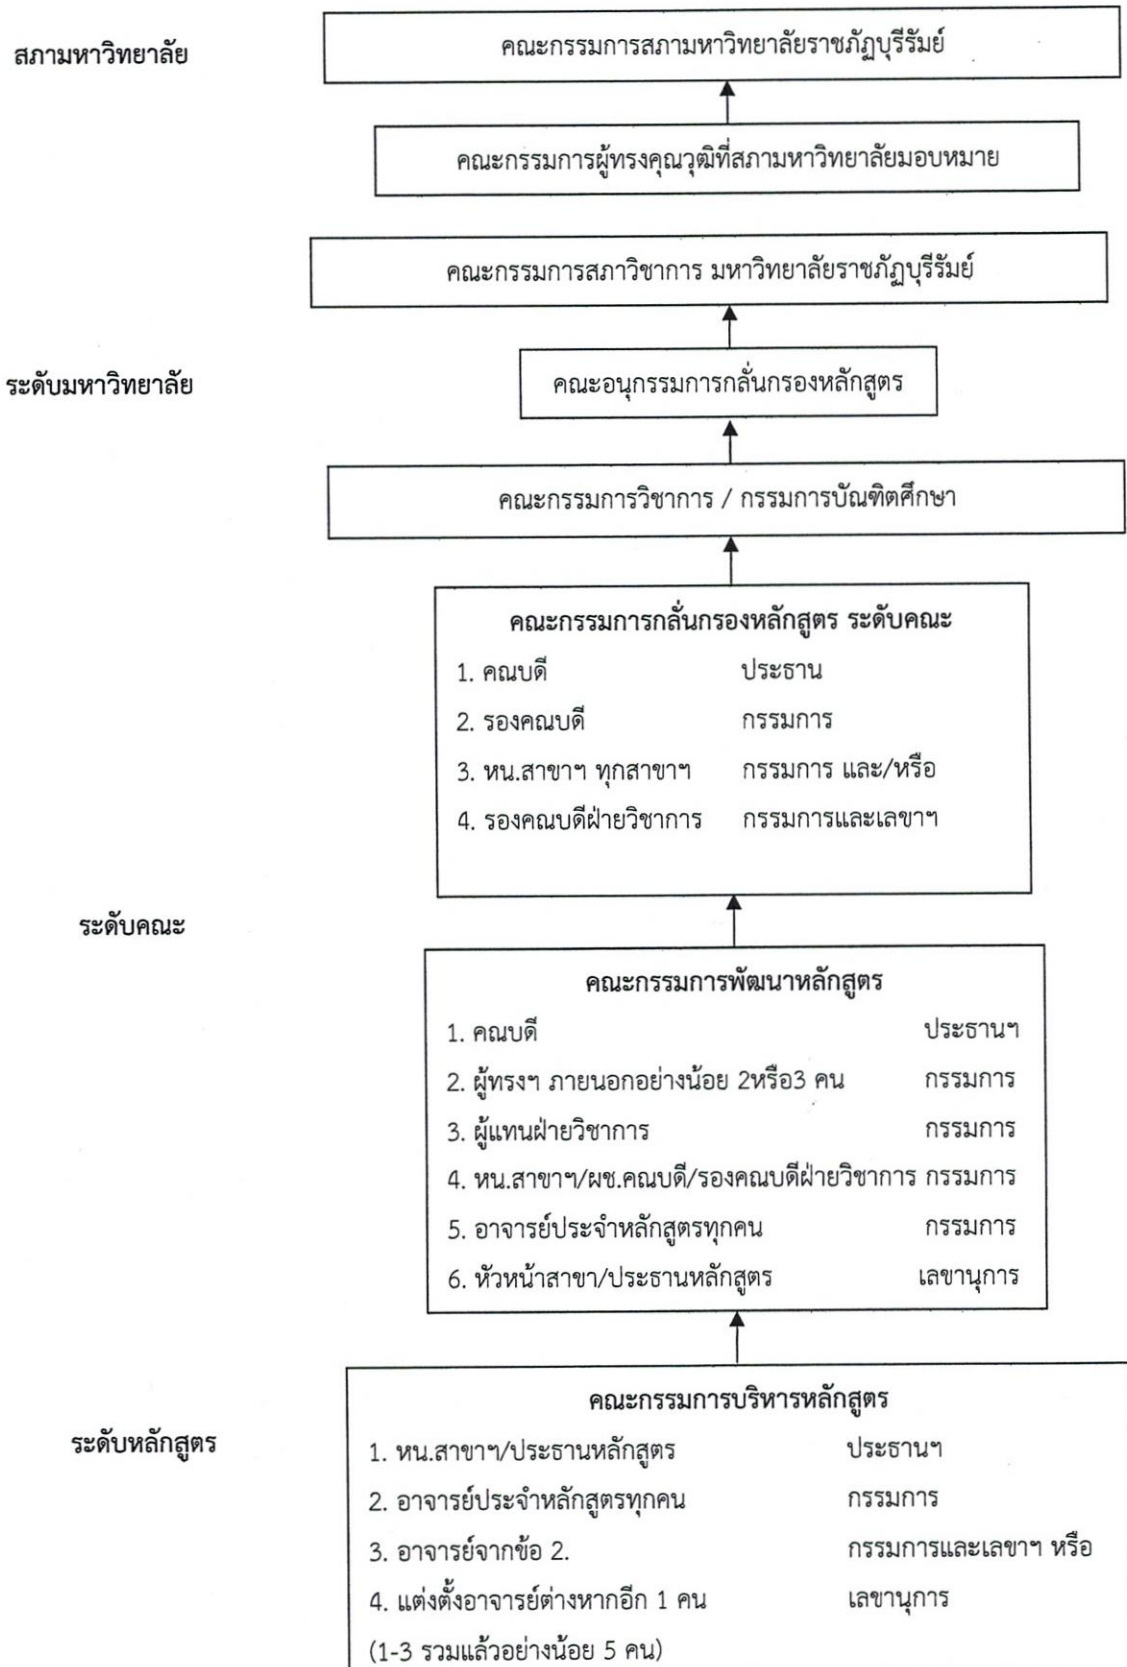 สภามหาวิทยาลัย
คณะกรรมการสภามหาวิทยาลัยราชภัฏบุรีรัมย์
คณะกรรมการผู้ทรงคุณวุฒิที่สภามหาวิทยาลัยมอบหมาย
คณะกรรมการสภาวิชาการ มหาวิทยาลัยราชภัฏบุรีรัมย์
ระดับมหาวิทยาลัย
คณะอนุกรรมการกลั่นกรองหลักสูตร
คณะกรรมการวิชาการ / กรรมการบัณฑิตศึกษา
คณะกรรมการกลั่นกรองหลักสูตร ระดับคณะ
1. คณบดี ประธาน
2. รองคณบดี กรรมการ
3. หน.สาขาฯ ทุกสาขาฯ กรรมการ และ/หรือ
4. รองคณบดีฝ่ายวิชาการ กรรมการและเลขาฯ
ระดับคณะ
คณะกรรมการพัฒนาหลักสูตร
1. คณบดี ประธานฯ
2. ผู้ทรงฯ ภายนอกอย่างน้อย 2หรือ3 คน กรรมการ
3. ผู้แทนฝ่ายวิชาการ กรรมการ
4. หน.สาขาฯ/ผช.คณบดี/รองคณบดีฝ่ายวิชาการ กรรมการ
5. อาจารย์ประจำหลักสูตรทุกคน กรรมการ
6. หัวหน้าสาขา/ประธานหลักสูตร เลขานุการ
คณะกรรมการบริหารหลักสูตร
ระดับหลักสูตร
1. หน.สาขาฯ/ประธานหลักสูตร ประธานฯ
2. อาจารย์ประจำหลักสูตรทุกคน กรรมการ
3. อาจารย์จากข้อ 2. กรรมการและเลขาฯ หรือ
4. แต่งตั้งอาจารย์ต่างหากอีก 1 คน เลขานุการ
(1-3 รวมแล้วอย่างน้อย 5 คน)